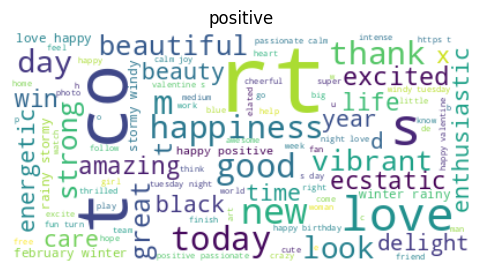 positive
love happy
feel
happy
calm joy
valentine s
passionate calm
heart
intense
https t
beautiful
day
rt
thank
x
co
beauty
photo
h
medium
work
stormy windy
elated
cheerful
go
blue
super
big
help
excited
windy tuesday
little
win
home
m
life
s
enthusiastic
happiness
awesome
year
know
de
happy valentine
energetic
rainy stormy
strong
watch
follow
t
d
happy positive
week
fan
night love
s day
vibrant
amazing
good
think
tuesday night
world
girl
thrilled
play
great
black
time
right
ecstatic
winter rainy
new
love
excite
fun turn
team
hope
care
today
finish
art
happy birthday
come
woman
look
delight
man
free
february winter
positive passionate
cute
crazy
friend